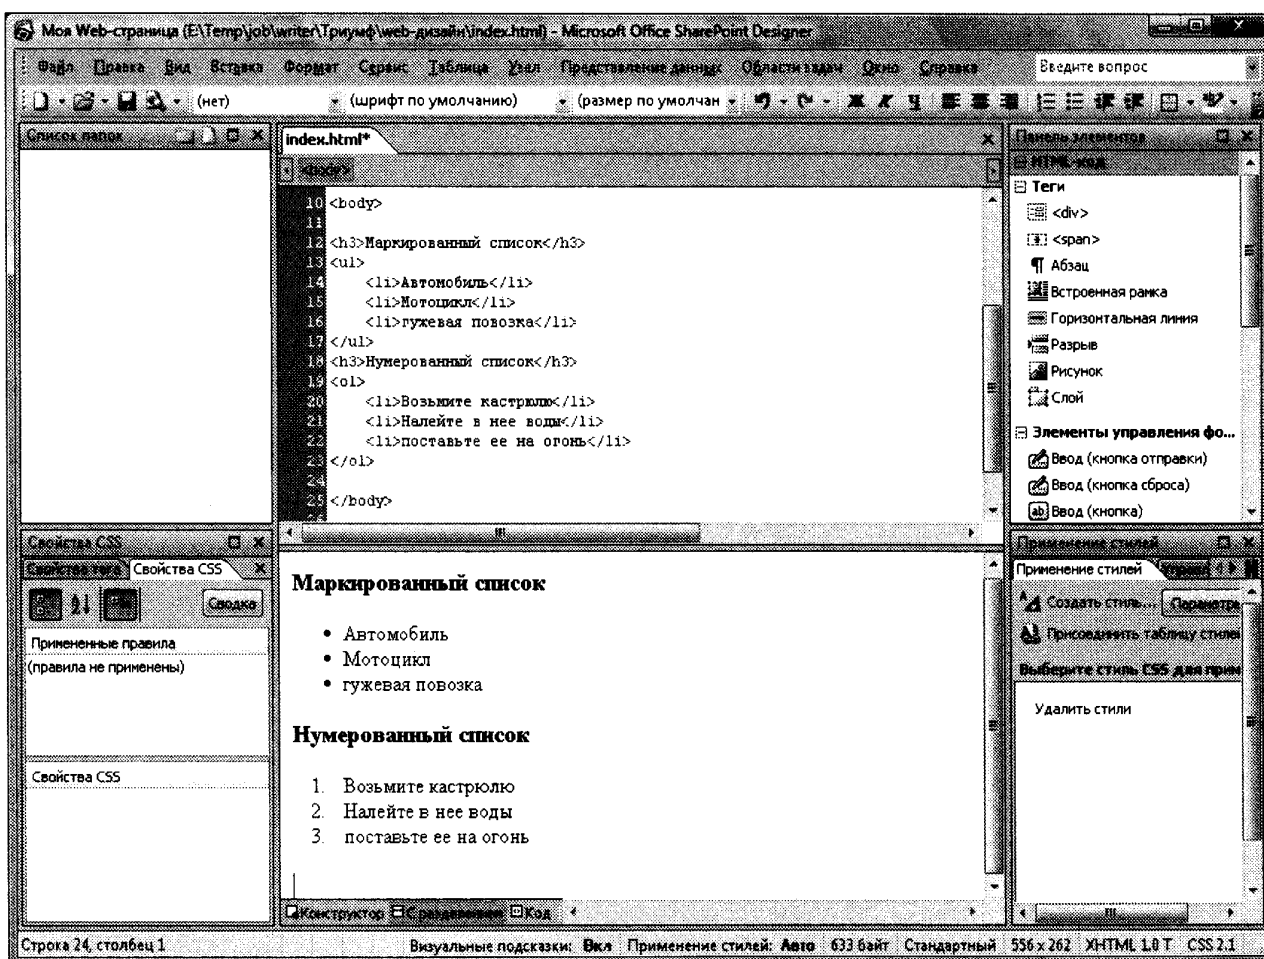 Моя Web-страница (E:\Temp\job\writer\Триумф\web-дизайн\index.html) - Microsoft Office SharePoint Designer
Файл Правка Вид Вставка Формат Сервис Таблица Узел Представление данных Области задач Окно Справка Введите вопрос
(нет) (шрифт по умолчанию) (размер по умолчан Ж К Ч
Список папок
index.html*
<body>
10 <body>
11
12 <h3>Маркированный список</h3>
13 <ul>
14 <li>Автомобиль</li>
15 <li>Мотоцикл</li>
16 <li>гужевая повозка</li>
17 </ul>
18 <h3>Нумерованный список</h3>
19 <ol>
20 <li>Возьмите кастрюлю</li>
21 <li>Налейте в нее воды</li>
22 <li>поставьте ее на огонь</li>
23 </ol>
24
25 </body>
Панель элементов
HTML-код
Теги
<div>
<span>
Абзац
Встроенная рамка
Горизонтальная линия
Разрыв
Рисунок
Слой
Элементы управления фо...
Ввод (кнопка отправки)
Ввод (кнопка сброса)
Ввод (кнопка)
Свойства CSS
Свойства тега Свойства CSS
Сводка
Примененные правила
(правила не применены)
Свойства CSS
Маркированный список
• Автомобиль
• Мотоцикл
• гужевая повозка
Нумерованный список
1. Возьмите кастрюлю
2. Налейте в нее воды
3. поставьте ее на огонь
Конструктор С разделением Код
Применение стилей
Применение стилей
Создать стиль... Параметры
Присоединить таблицу стилей
Выберите стиль CSS для прим
Удалить стили
Строка 24, столбец 1 Визуальные подсказки: Вкл Применение стилей: Авто 633 байт Стандартный 556 x 262 XHTML 1.0 T CSS 2.1